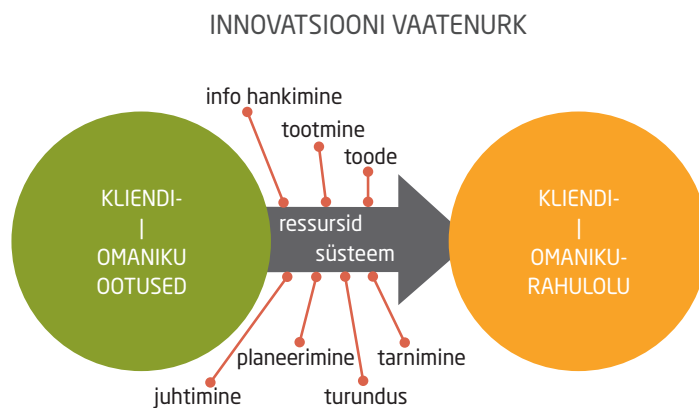 INNOVATSIOONI VAATENURK
info hankimine
tootmine
toode
KLIENDI-
|
OMANIKU
OOTUSED
ressursid
süsteem
KLIENDI-
|
OMANIKU-
RAHULOLU
planeerimine
tarnimine
juhtimine
turundus